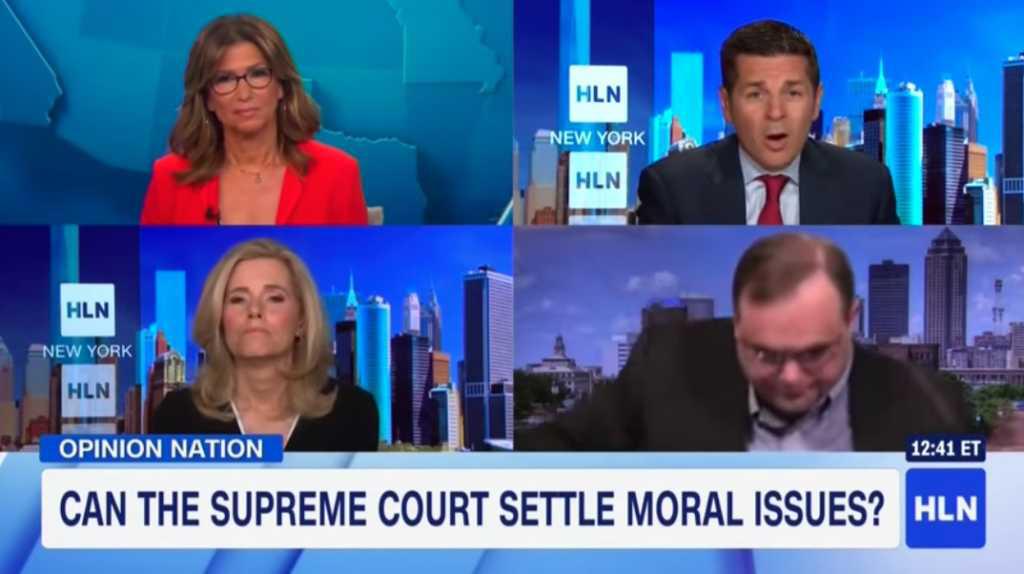 HLN
NEW YORK
HLN
HLN
NEW YORK
HLN
OPINION NATION
12:41 ET
CAN THE SUPREME COURT SETTLE MORAL ISSUES?
HLN